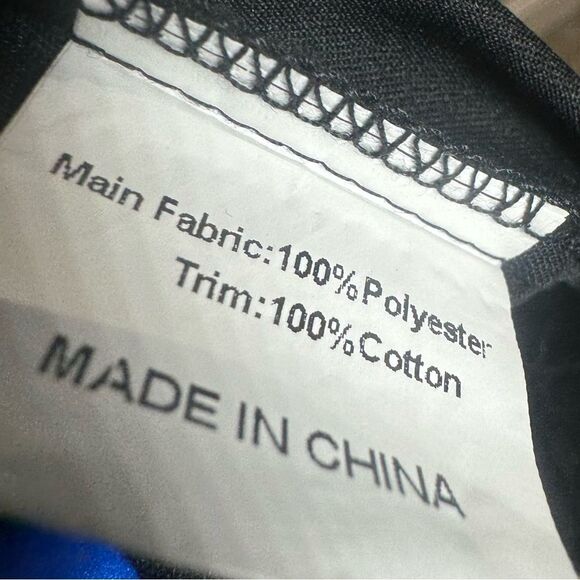 Main Fabric:100%Polyester
Trim:100%Cotton
MADE IN CHINA